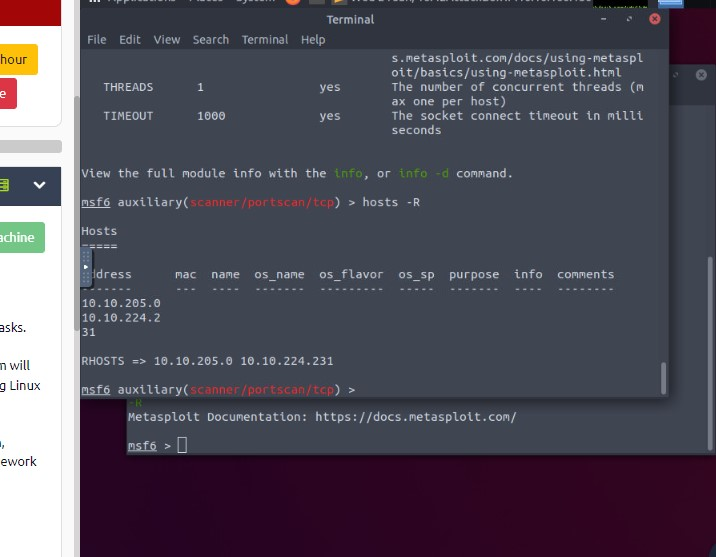 Terminal
hour
File Edit View Search Terminal Help
e
s.metasploit.com/docs/using-metaspl
oit/basics/using-metasploit.html
THREADS 1 yes The number of concurrent threads (m
ax one per host)
TIMEOUT 1000 yes The socket connect timeout in milli
seconds
View the full module info with the info, or info -d command.
msf6 auxiliary(scanner/portscan/tcp) > hosts -R
Hosts
=====
achine
ddress mac name os_name os_flavor os_sp purpose info comments
------- --- ---- ------- --------- ----- ------- ---- --------
10.10.205.0
10.10.224.2
31
asks.
RHOSTS => 10.10.205.0 10.10.224.231
m will
g Linux
msf6 auxiliary(scanner/portscan/tcp) >
-R
Metasploit Documentation: https://docs.metasploit.com/
msf6 >
,
ework